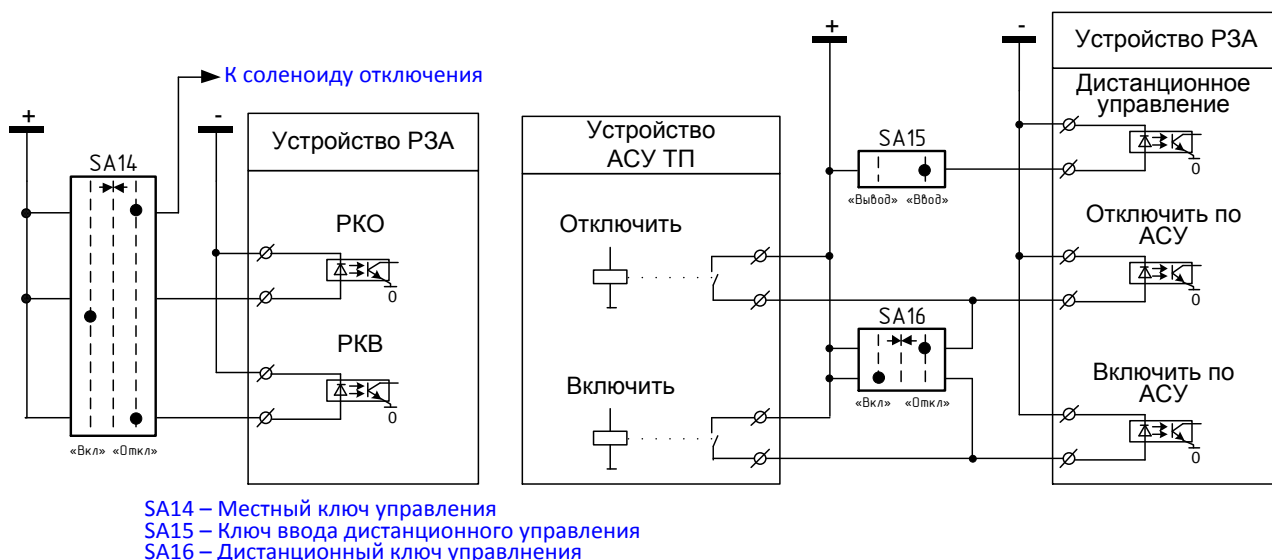 К соленоиду отключения
+
-
SA14
«Вкл» «Откл»
Устройство РЗА
РКО
0
РКВ
0
Устройство
АСУ ТП
Отключить
Включить
+
-
SA15
«Вывод» «Ввод»
SA16
«Вкл» «Откл»
Устройство РЗА
Дистанционное
управление
0
Отключить по
АСУ
0
Включить по
АСУ
0
SA14 – Местный ключ управления
SA15 – Ключ ввода дистанционного управления
SA16 – Дистанционный ключ управлнения